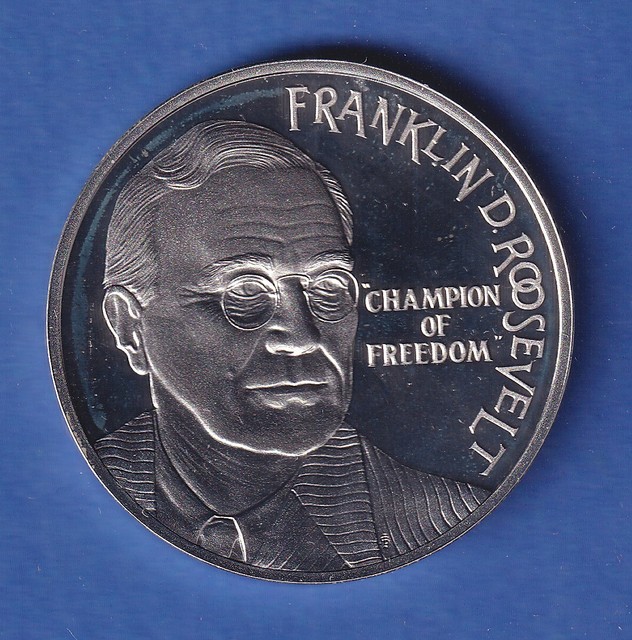 FRANKLIN D. ROOSEVELT
"CHAMPION
OF
FREEDOM"